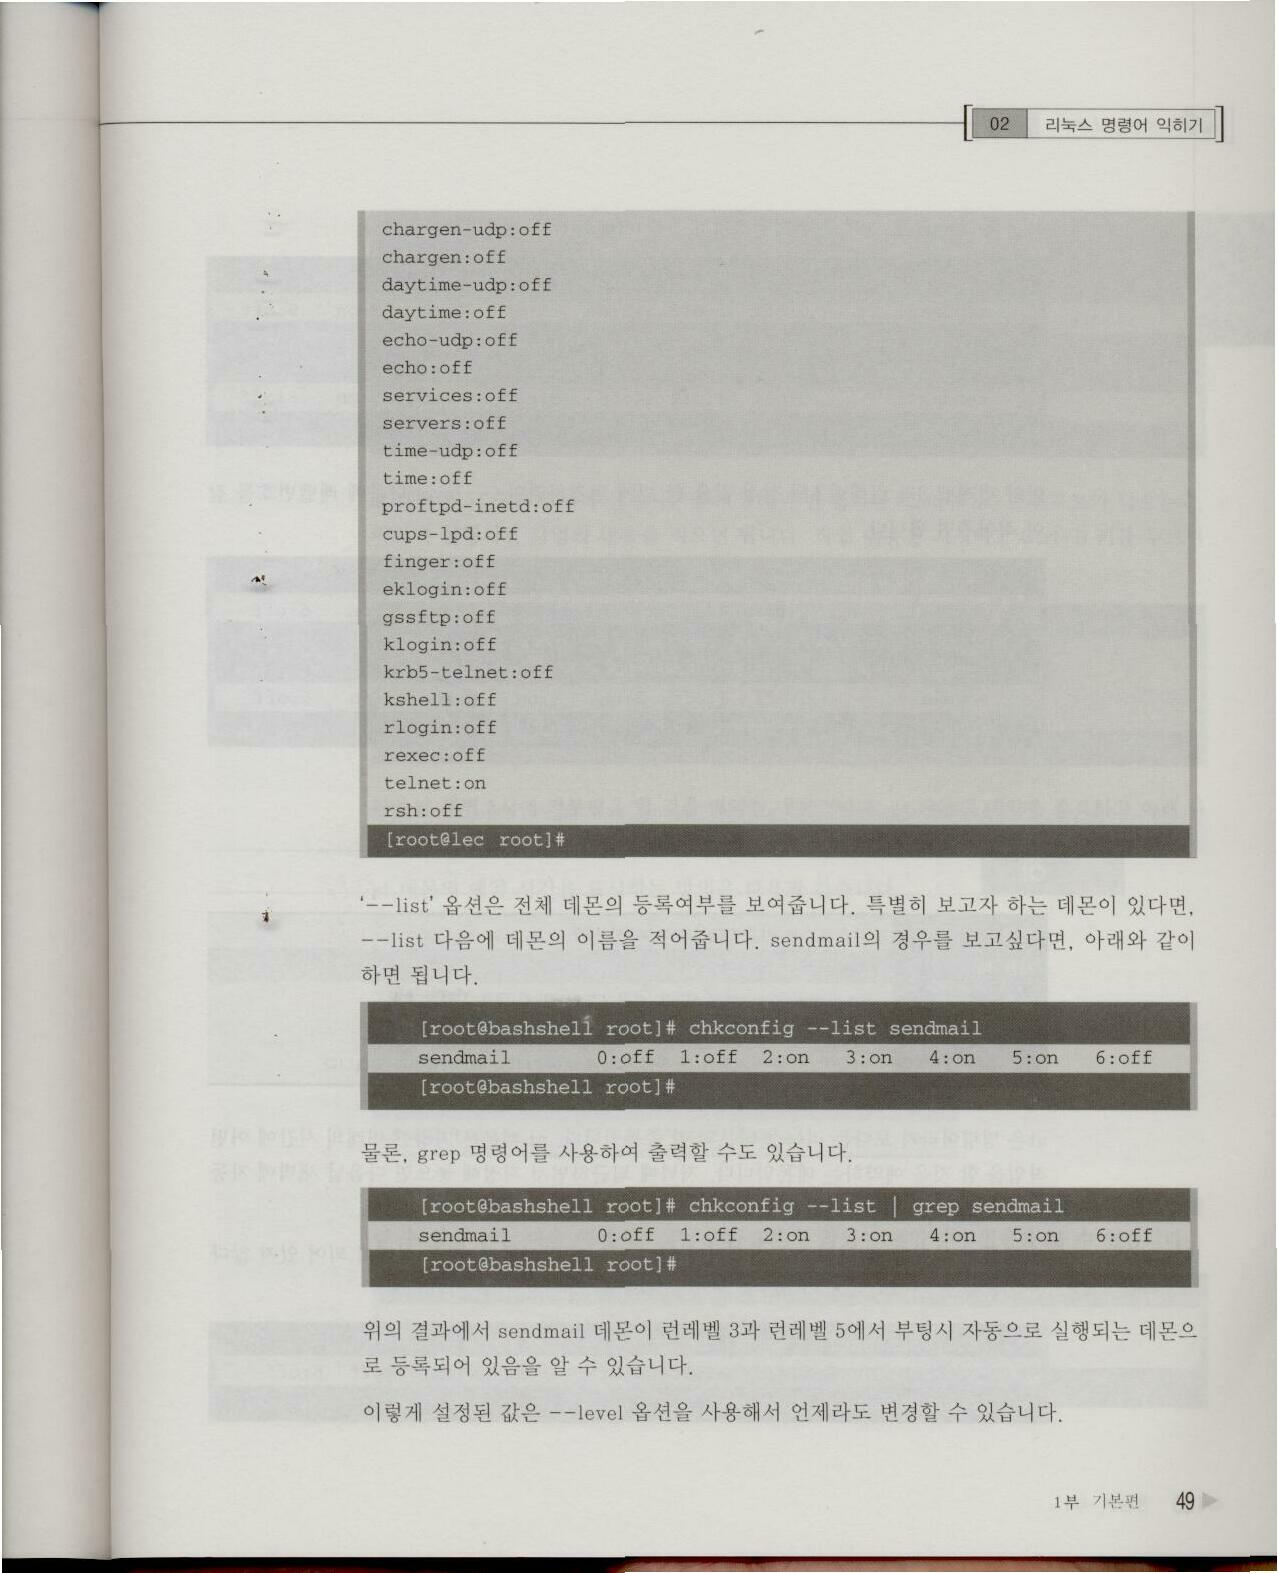 02 리눅스 명령어 익히기
chargen-udp:off
chargen:off
daytime-udp:off
daytime:off
echo-udp:off
echo:off
services:off
servers:off
time-udp:off
time:off
proftpd-inetd:off
cups-lpd:off
finger:off
eklogin:off
gssftp:off
klogin:off
krb5-telnet:off
kshell:off
rlogin:off
rexec:off
telnet:on
rsh:off
[root@lec root]#
‘--list’ 옵션은 전체 데몬의 등록여부를 보여줍니다. 특별히 보고자 하는 데몬이 있다면,
--list 다음에 데몬의 이름을 적어줍니다. sendmail의 경우를 보고싶다면, 아래와 같이
하면 됩니다.
[root@bashshell root]# chkconfig --list sendmail
sendmail 0:off 1:off 2:on 3:on 4:on 5:on 6:off
[root@bashshell root]#
물론, grep 명령어를 사용하여 출력할 수도 있습니다.
[root@bashshell root]# chkconfig --list | grep sendmail
sendmail 0:off 1:off 2:on 3:on 4:on 5:on 6:off
[root@bashshell root]#
위의 결과에서 sendmail 데몬이 런레벨 3과 런레벨 5에서 부팅시 자동으로 실행되는 데몬으
로 등록되어 있음을 알 수 있습니다.
이렇게 설정된 값은 --level 옵션을 사용해서 언제라도 변경할 수 있습니다.
1부 기본편 49